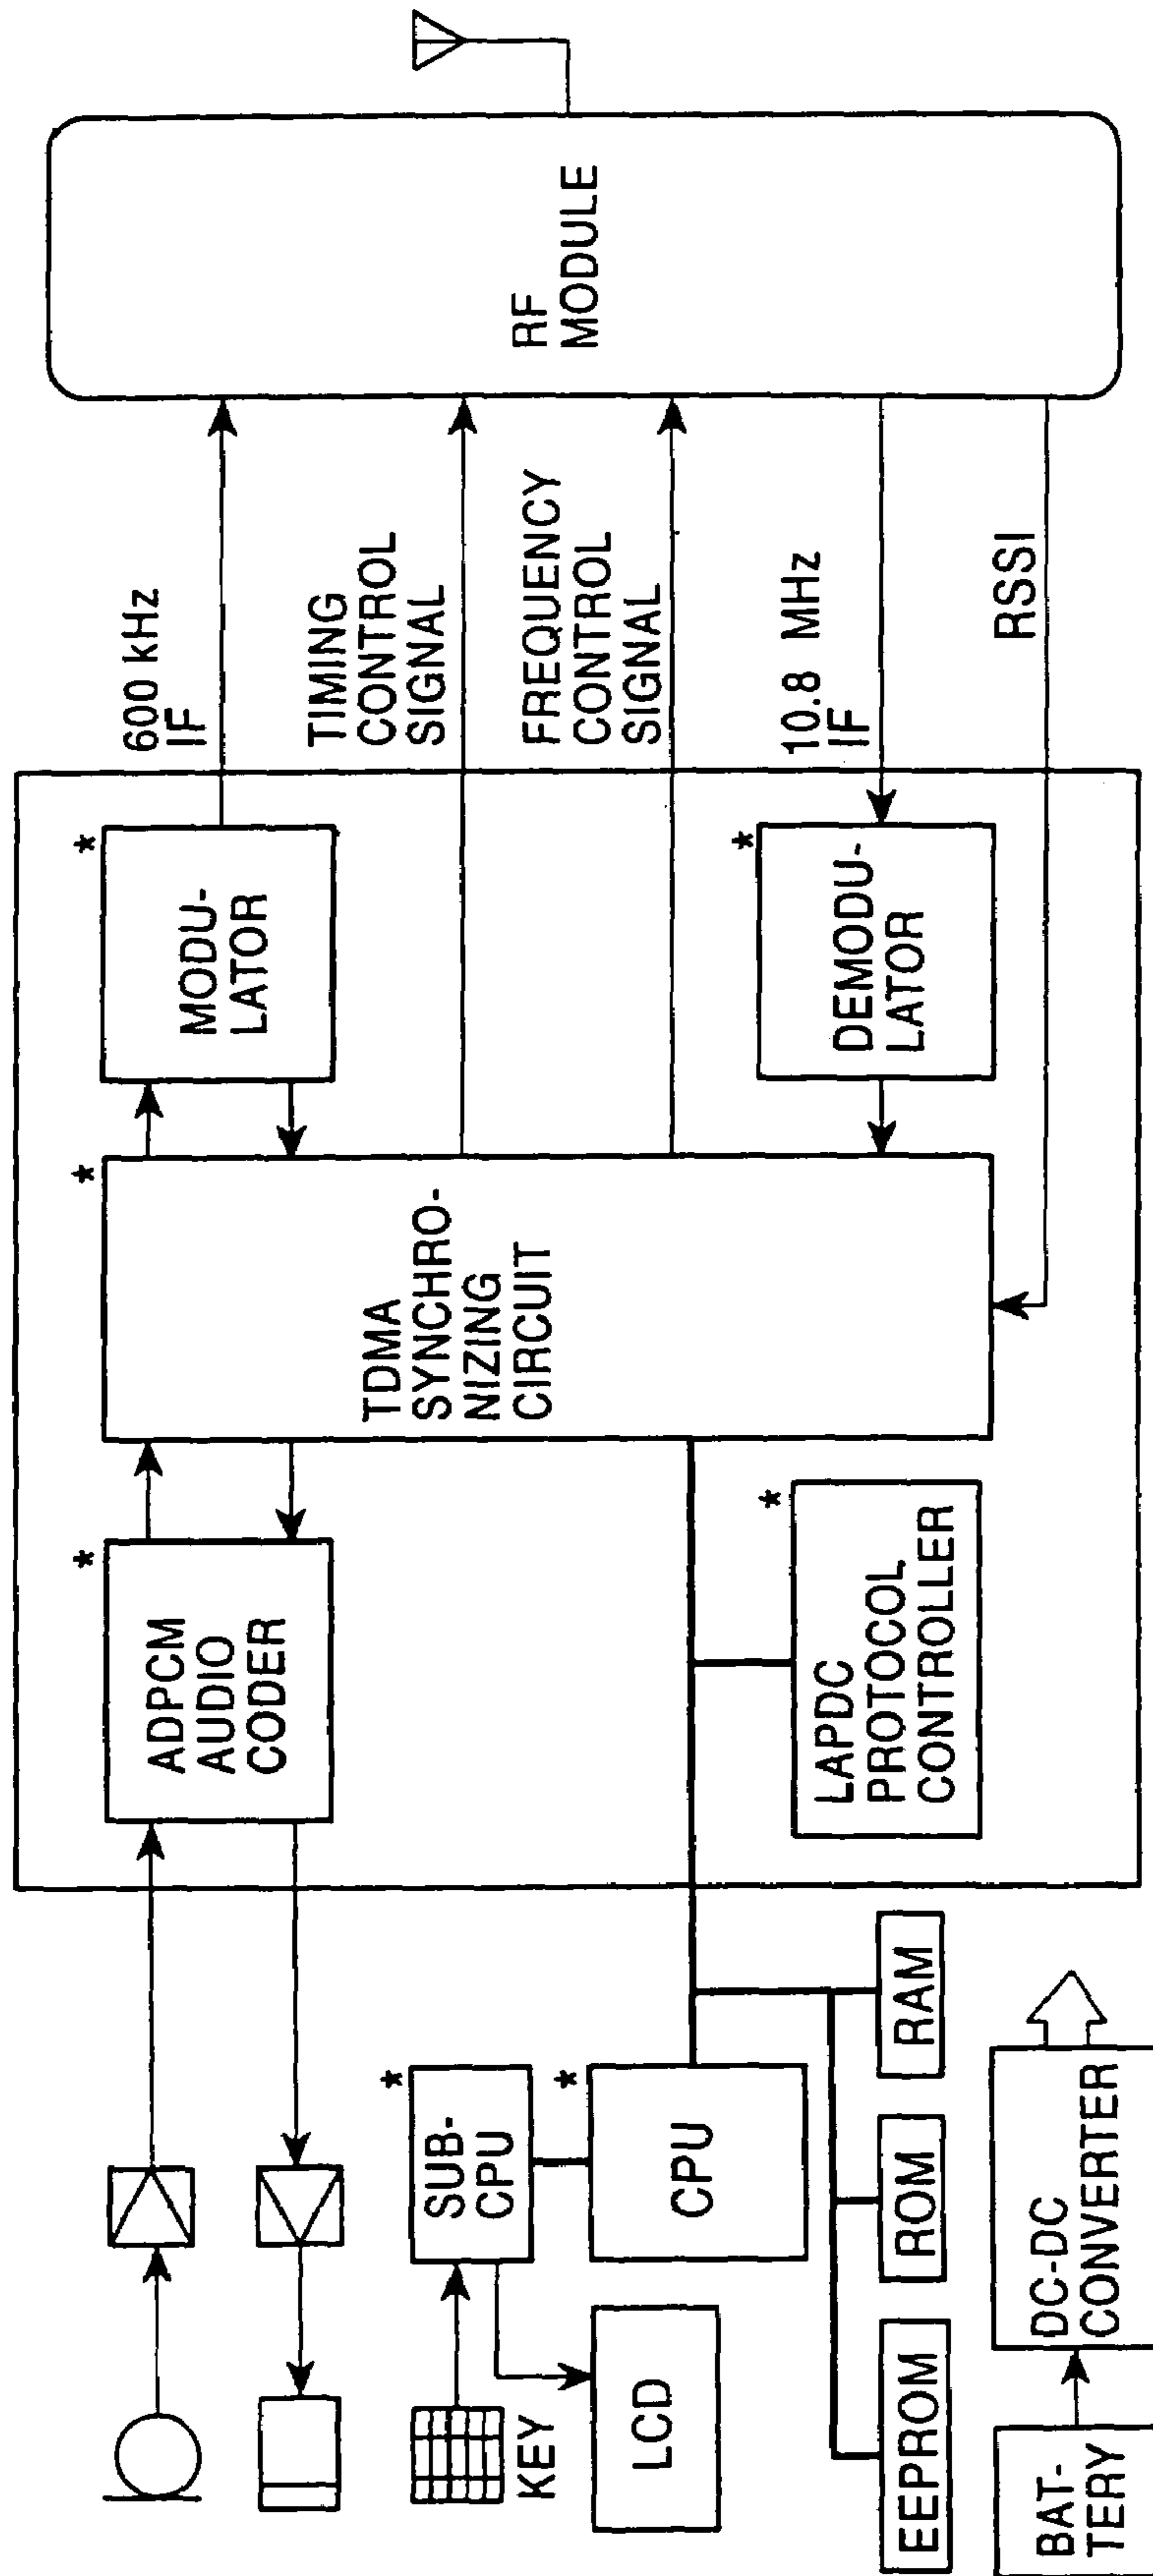 600 kHz
IF
TIMING
CONTROL
SIGNAL
FREQUENCY
CONTROL
SIGNAL
10.8 MHz
IF
RSSI
RF
MODULE
*
MODU-
LATOR
*
DEMODU-
LATOR
*
TDMA
SYNCHRO-
NIZING
CIRCUIT
*
ADPCM
AUDIO
CODER
*
LAPDC
PROTOCOL
CONTROLLER
*
SUB-
CPU
*
CPU
KEY
LCD
EEPROM
ROM
RAM
BAT-
TERY
DC-DC
CONVERTER